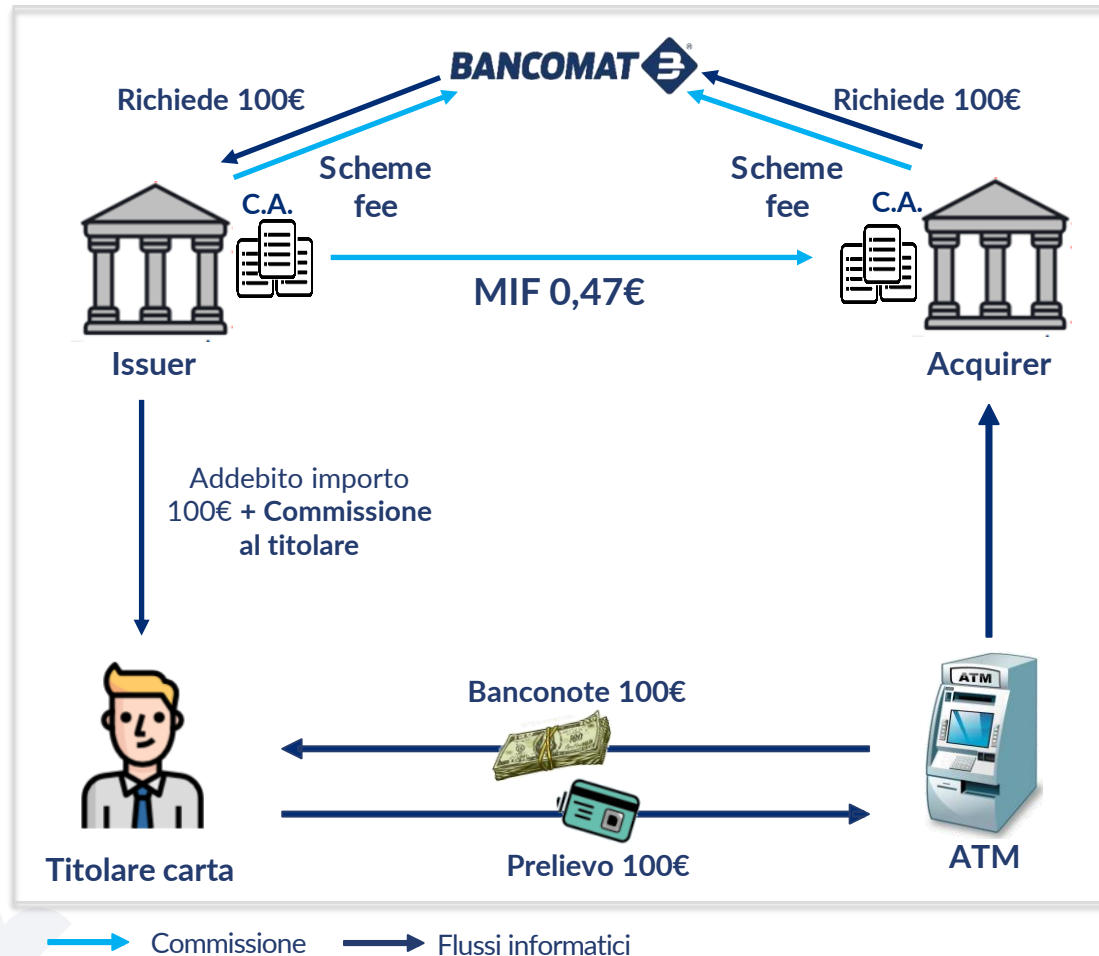 BANCOMAT
®
Richiede 100€
Richiede 100€
Scheme
fee
Scheme
fee
C.A.
C.A.
MIF 0,47€
Issuer
Acquirer
Addebito importo
100€ + Commissione
al titolare
Banconote 100€
ATM
Prelievo 100€
Titolare carta
ATM
Commissione
Flussi informatici